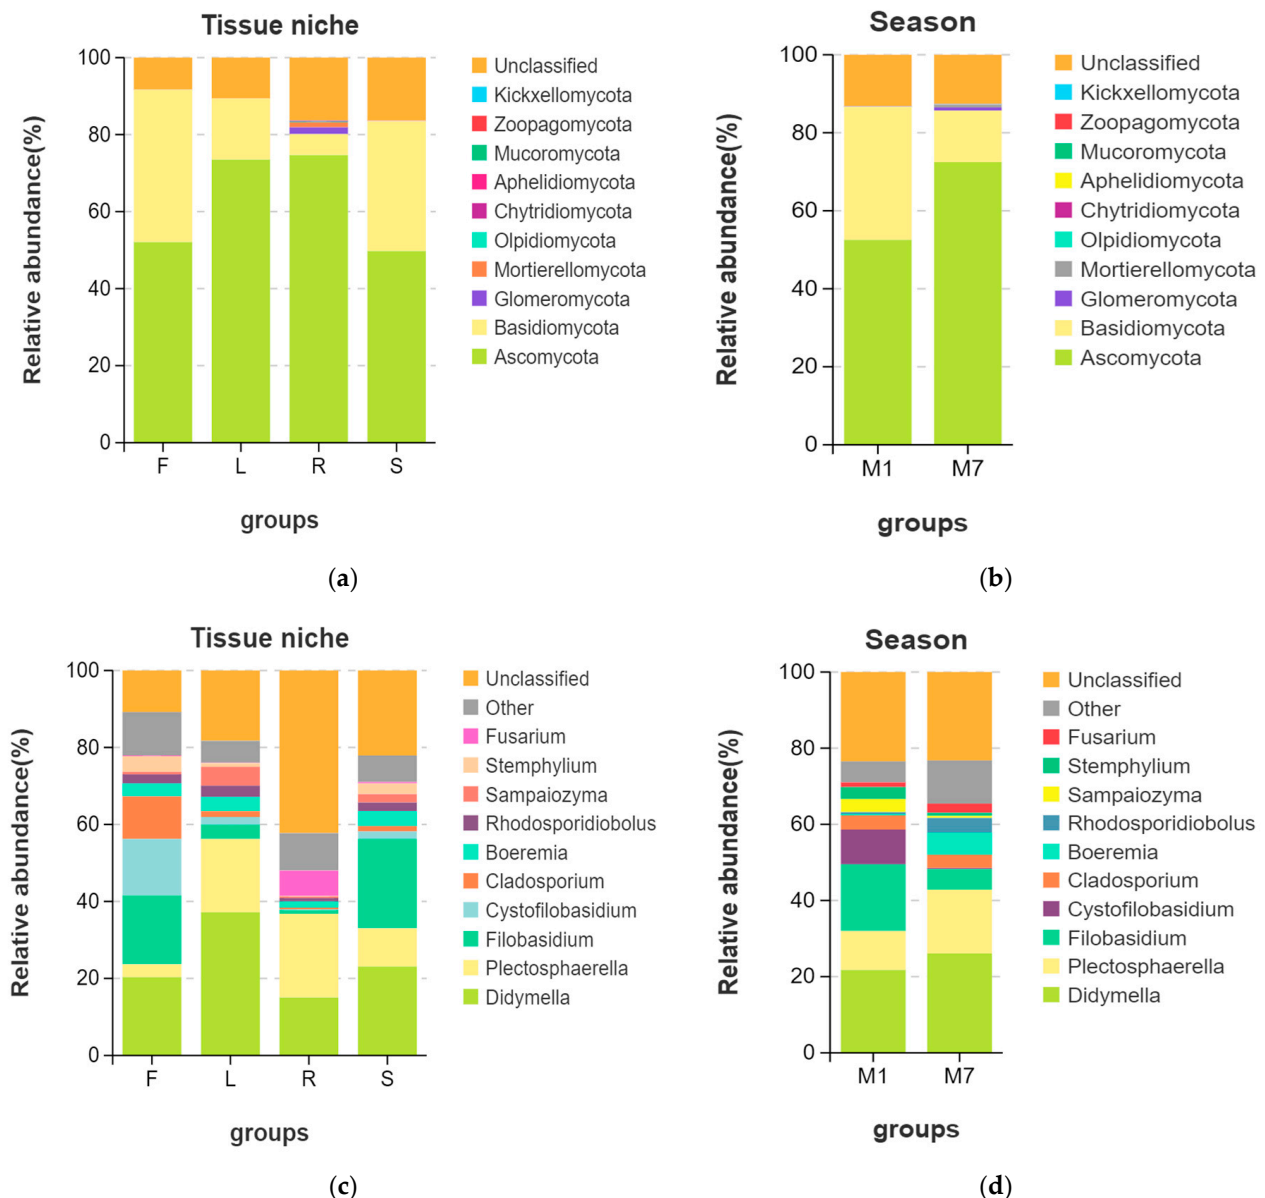 Tissue niche
100
80
60
40
20
0
Relative abundance(%)
F L R S
groups
Unclassified
Kickxellomycota
Zoopagomycota
Mucoromycota
Aphelidiomycota
Chytridiomycota
Olpidiomycota
Mortierellomycota
Glomeromycota
Basidiomycota
Ascomycota
(a)
Season
100
80
60
40
20
0
Relative abundance(%)
M1 M7
groups
Unclassified
Kickxellomycota
Zoopagomycota
Mucoromycota
Aphelidiomycota
Chytridiomycota
Olpidiomycota
Mortierellomycota
Glomeromycota
Basidiomycota
Ascomycota
(b)
Tissue niche
100
80
60
40
20
0
Relative abundance(%)
F L R S
groups
Unclassified
Other
Fusarium
Stemphylium
Sampaiozyma
Rhodosporidiobolus
Boeremia
Cladosporium
Cystofilobasidium
Filobasidium
Plectosphaerella
Didymella
(c)
Season
100
80
60
40
20
0
Relative abundance(%)
M1 M7
groups
Unclassified
Other
Fusarium
Stemphylium
Sampaiozyma
Rhodosporidiobolus
Boeremia
Cladosporium
Cystofilobasidium
Filobasidium
Plectosphaerella
Didymella
(d)